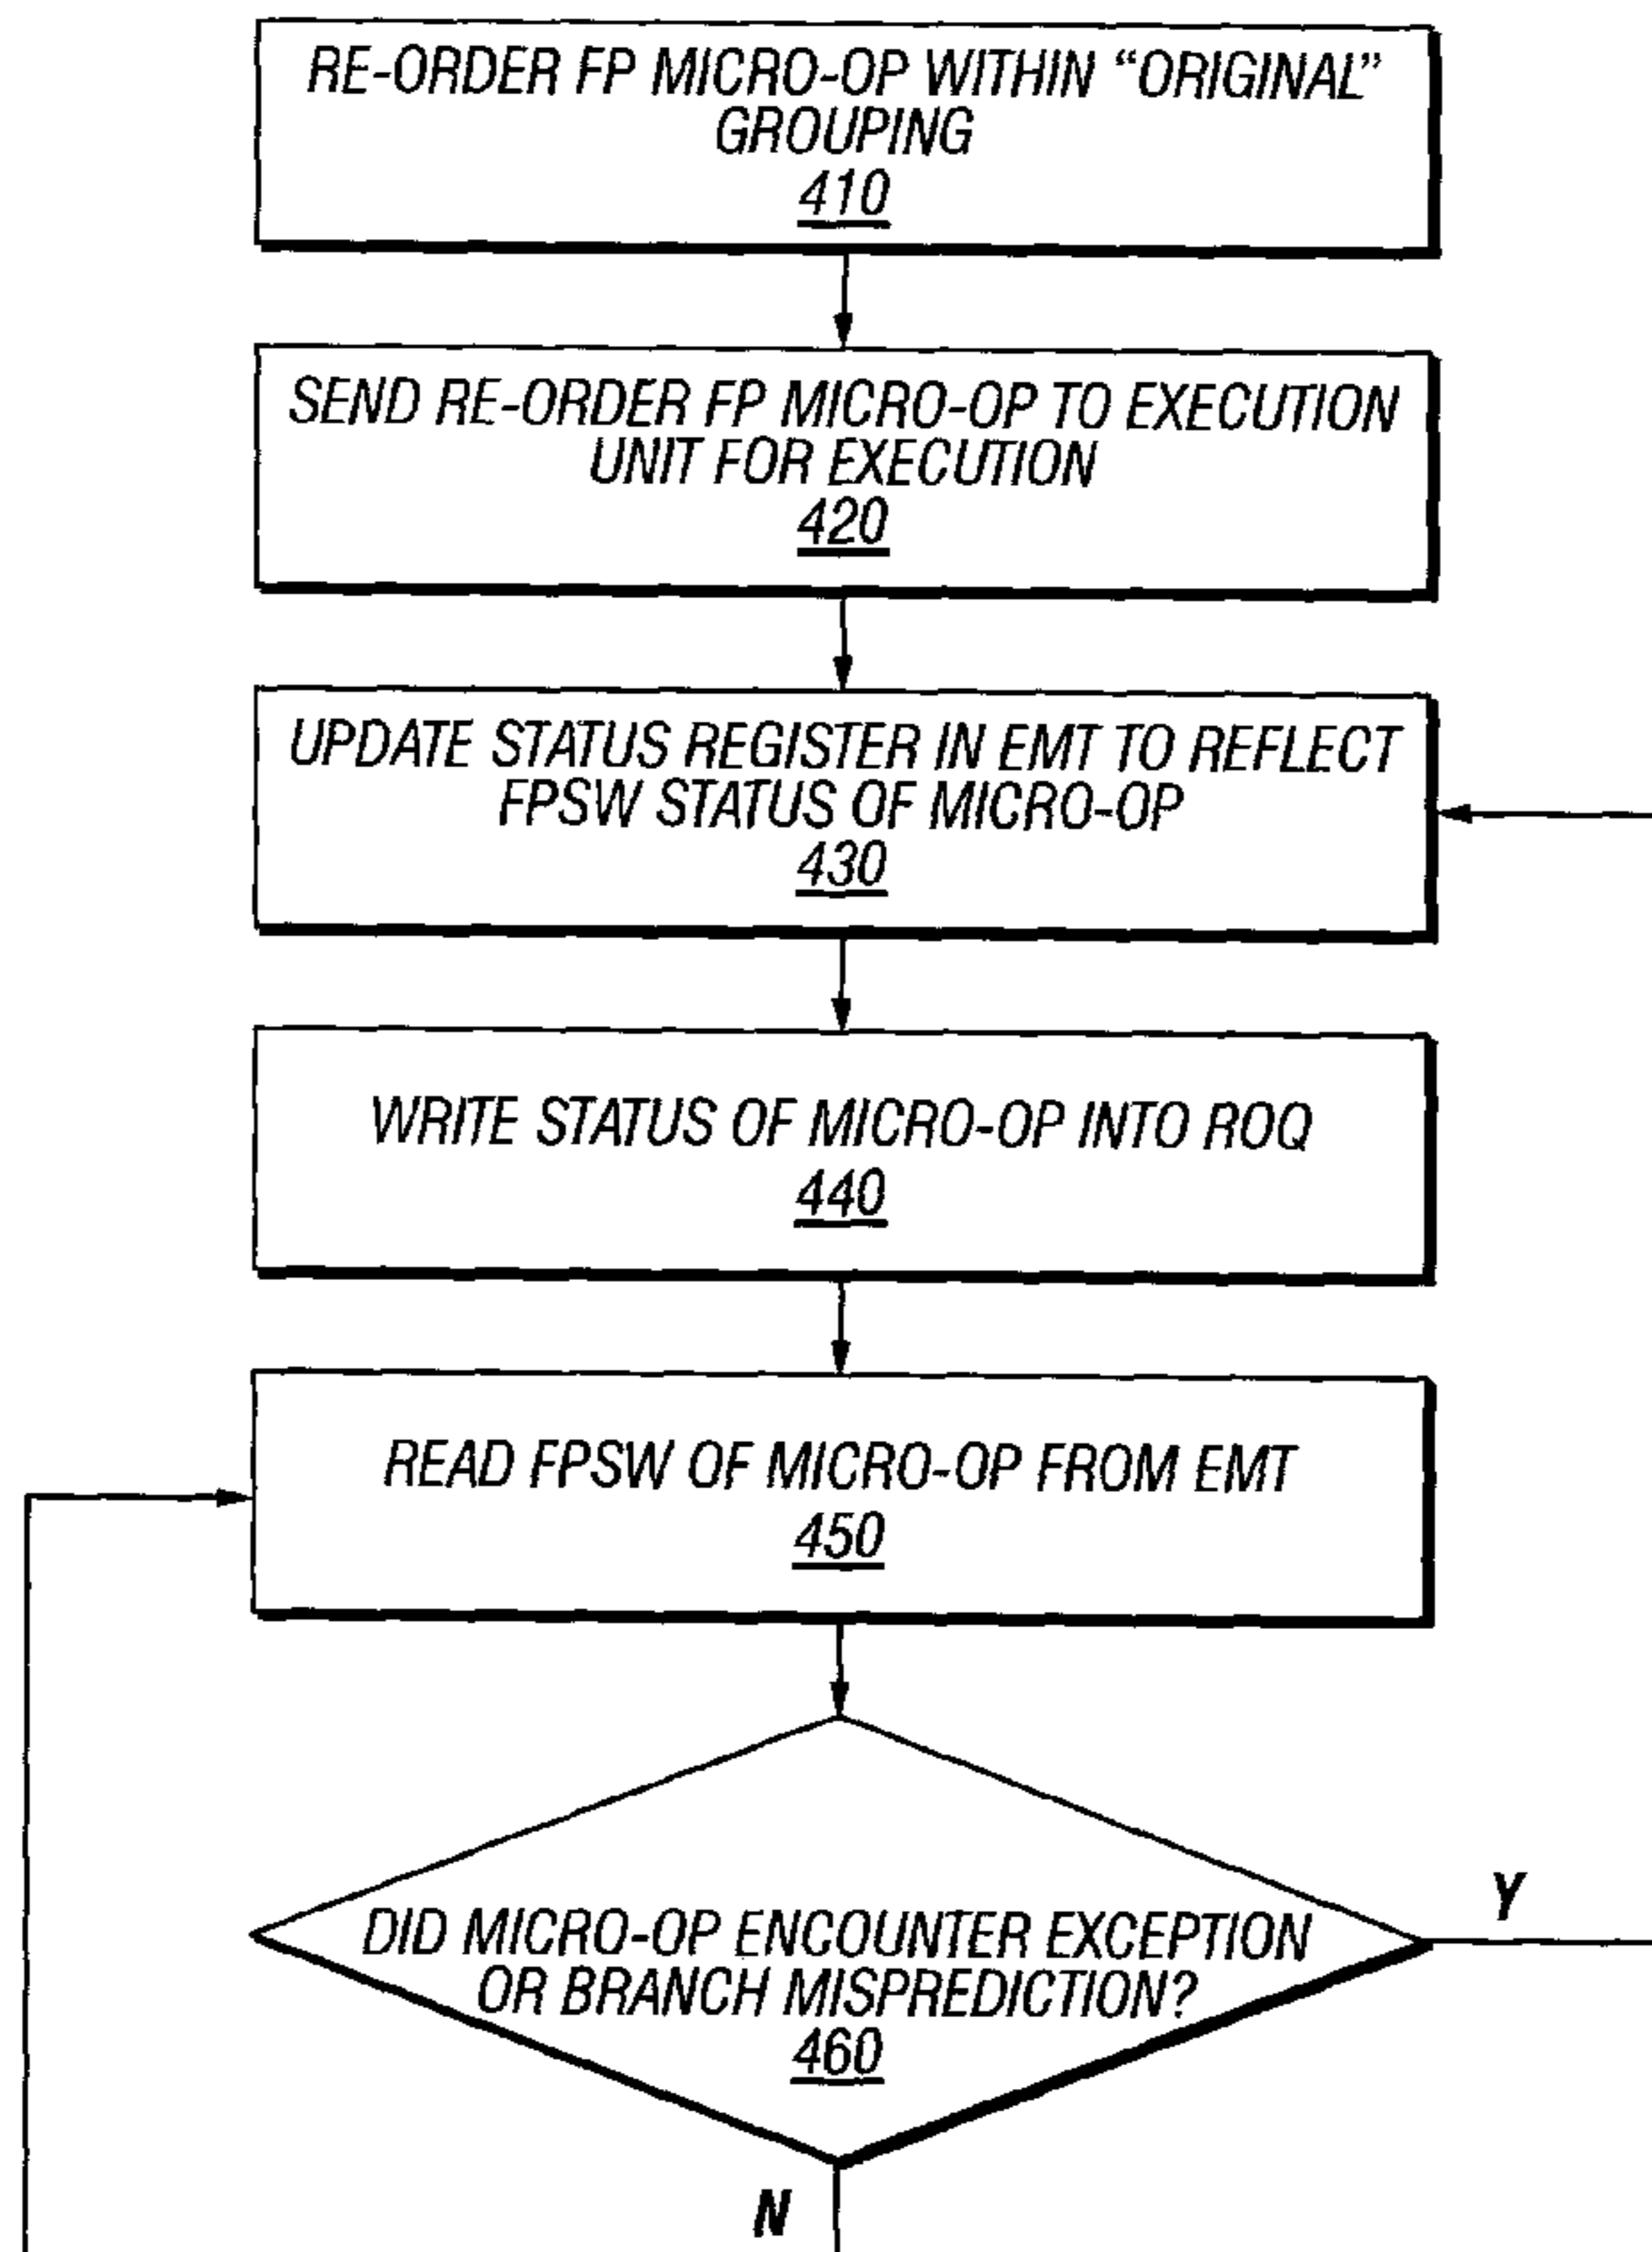 RE-ORDER FP MICRO-OP WITHIN “ORIGINAL”
GROUPING
410
SEND RE-ORDER FP MICRO-OP TO EXECUTION
UNIT FOR EXECUTION
420
UPDATE STATUS REGISTER IN EMT TO REFLECT
FPSW STATUS OF MICRO-OP
430
WRITE STATUS OF MICRO-OP INTO ROQ
440
READ FPSW OF MICRO-OP FROM EMT
450
Y
DID MICRO-OP ENCOUNTER EXCEPTION
OR BRANCH MISPREDICTION?
460
N